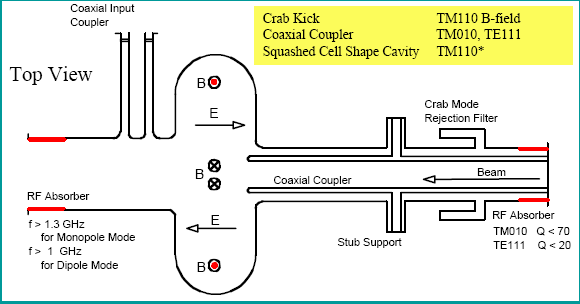 Coaxial Input
Coupler
Crab Kick TM110 B-field
Coaxial Coupler TM010, TE111
Squashed Cell Shape Cavity TM110*
Top View
B
E
Crab Mode
Rejection Filter
B
Coaxial Coupler
Beam
RF Absorber
f > 1.3 GHz
for Monopole Mode
f > 1 GHz
for Dipole Mode
E
B
Stub Support
RF Absorber
TM010 Q < 70
TE111 Q < 20